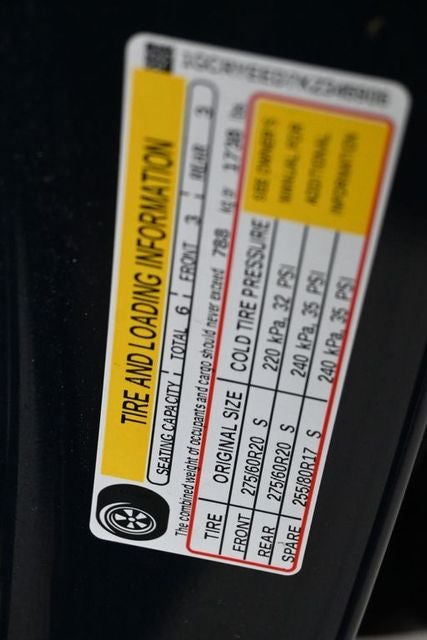 TIRE AND LOADING INFORMATION
SEATING CAPACITY TOTAL 6 FRONT 3 REAR 3
The combined weight of occupants and cargo should never exceed 788 kg or 1738 lbs
TIRE ORIGINAL SIZE COLD TIRE PRESSURE
FRONT 275/60R20 S 220 kPa, 32 PSI
REAR 275/60R20 S 240 kPa, 35 PSI
SPARE 255/80R17 S 240 kPa, 35 PSI
SEE OWNER'S
MANUAL FOR
ADDITIONAL
INFORMATION